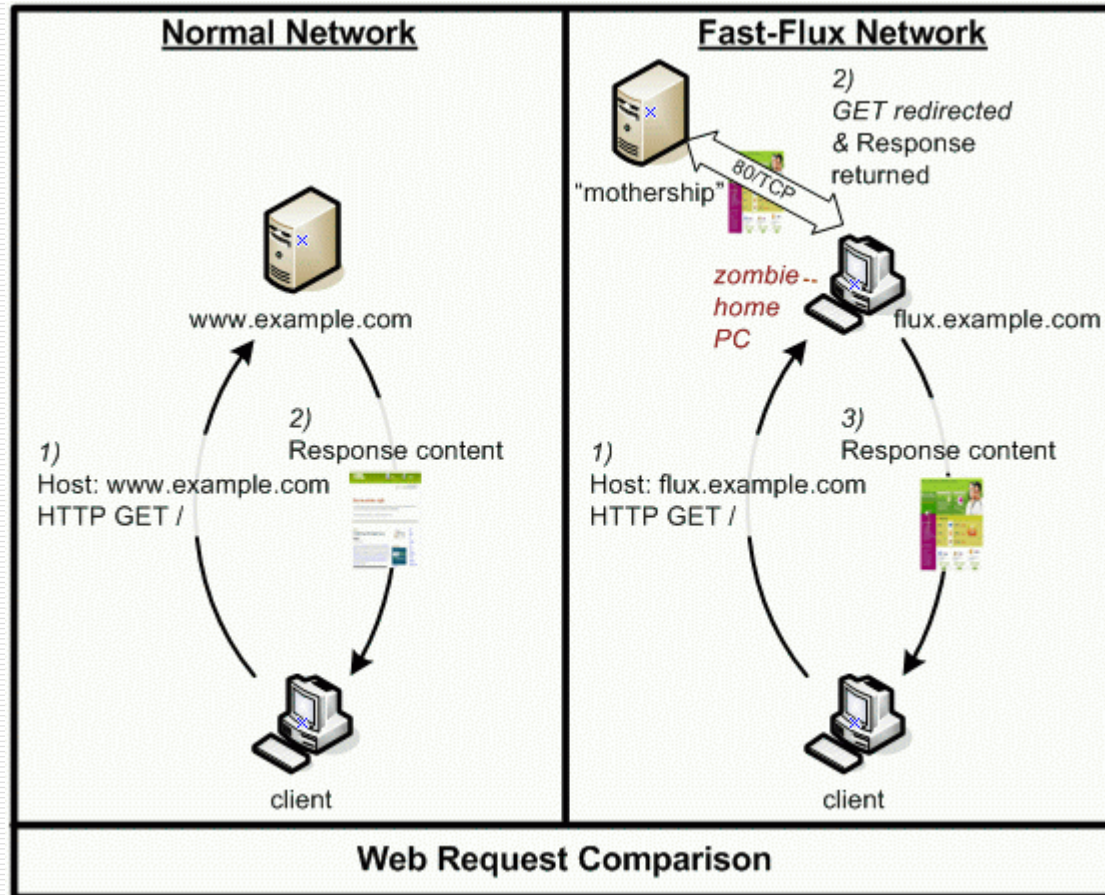 Normal Network
www.example.com
1)
Host: www.example.com
HTTP GET /
2)
Response content
client
Fast-Flux Network
"mothership"
80/TCP
2)
GET redirected
& Response
returned
zombie --
home
PC
flux.example.com
1)
Host: flux.example.com
HTTP GET /
3)
Response content
client
Web Request Comparison